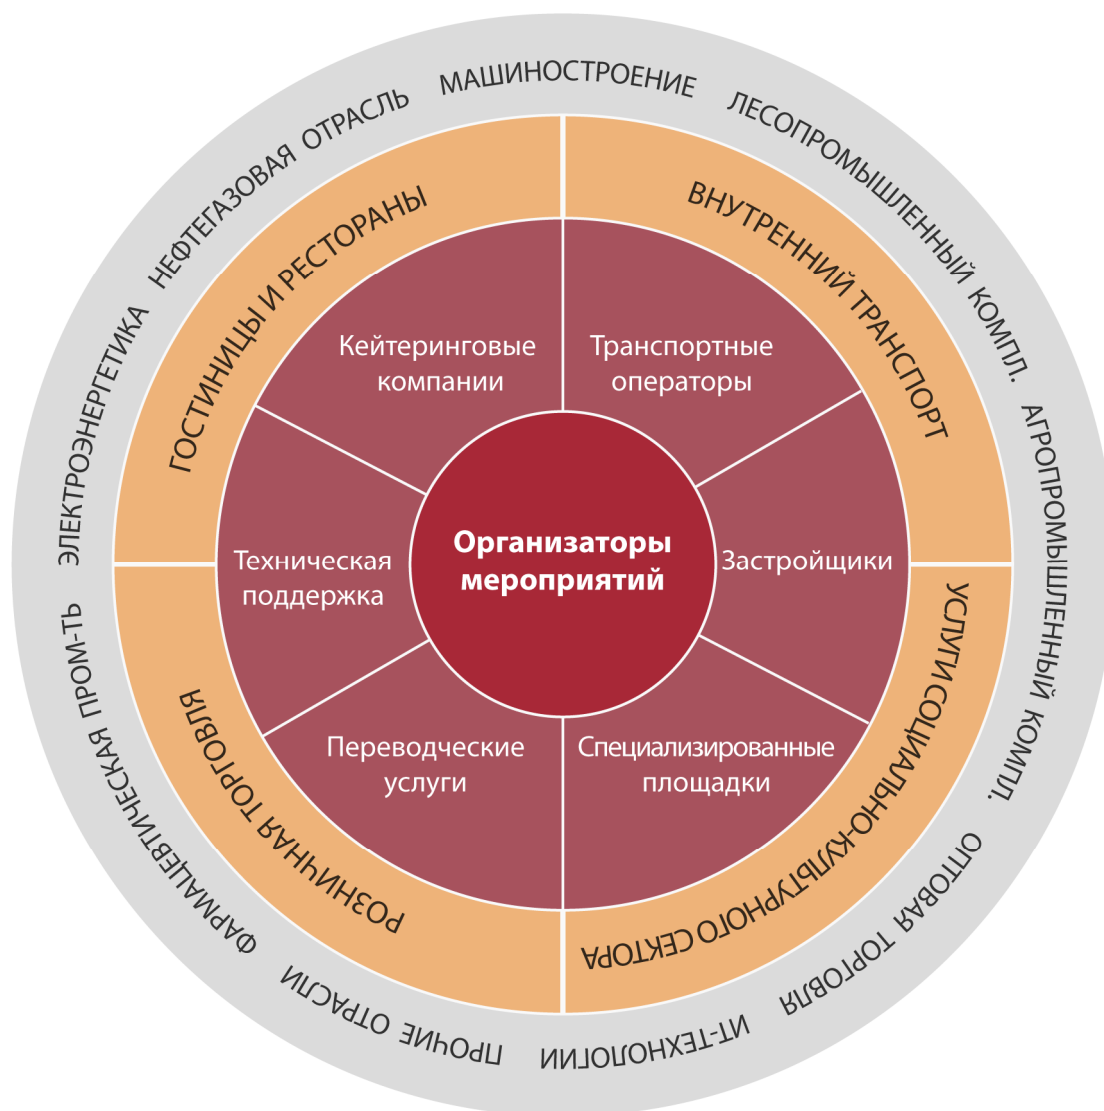 МАШИНОСТРОЕНИЕ
ЛЕСОПРОМЫШЛЕННЫЙ КОМПЛ.
АГРОПРОМЫШЛЕННЫЙ КОМПЛ.
ОПТОВАЯ ТОРГОВЛЯ
ИТ-ТЕХНОЛОГИИ
ПРОЧИЕ ОТРАСЛИ
ФАРМАЦЕВТИЧЕСКАЯ ПРОМ-ТЬ
ЭЛЕКТРОЭНЕРГЕТИКА
НЕФТЕГАЗОВАЯ ОТРАСЛЬ
ГОСТИНИЦЫ И РЕСТОРАНЫ
ВНУТРЕННИЙ ТРАНСПОРТ
УСЛУГИ СОЦИАЛЬНО-КУЛЬТУРНОГО СЕКТОРА
РОЗНИЧНАЯ ТОРГОВЛЯ
Кейтеринговые
компании
Транспортные
операторы
Застройщики
Специализированные
площадки
Переводческие
услуги
Техническая
поддержка
Организаторы
мероприятий